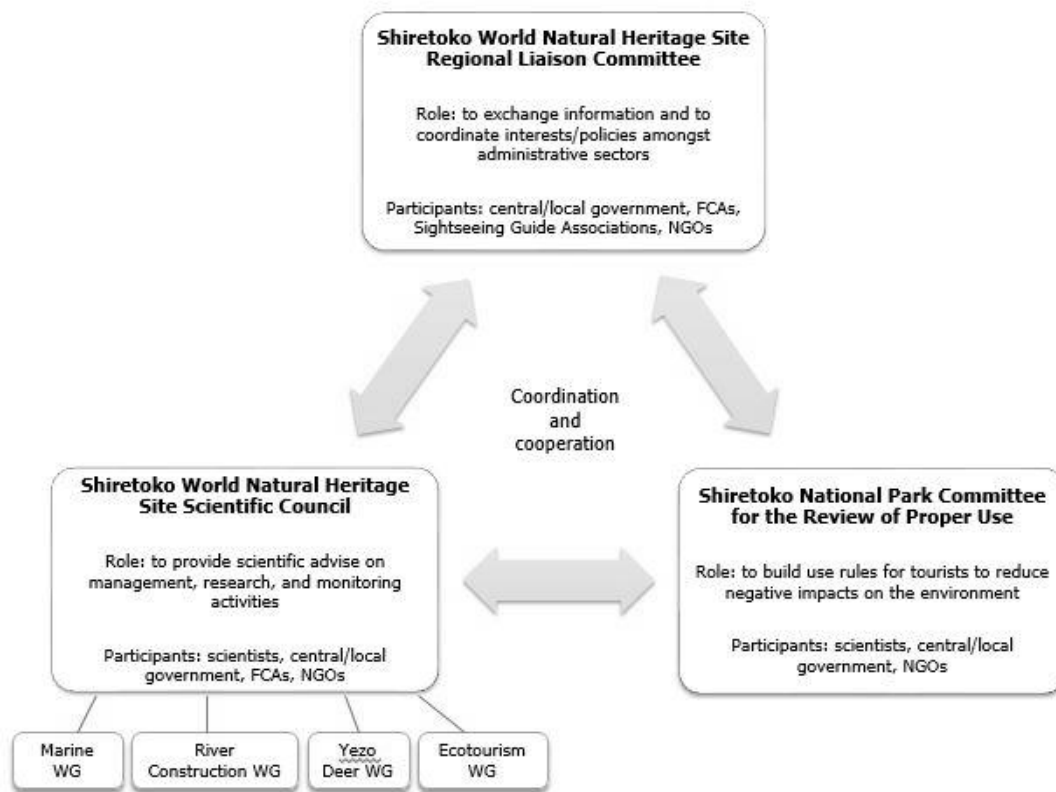 Shiretoko World Natural Heritage Site
Regional Liaison Committee
Role: to exchange information and to
coordinate interests/policies amongst
administrative sectors
Participants: central/local government, FCAs,
Sightseeing Guide Associations, NGOs
Coordination
and
cooperation
Shiretoko World Natural Heritage
Site Scientific Council
Role: to provide scientific advise on
management, research, and monitoring
activities
Participants: scientists, central/local
government, FCAs, NGOs
Shiretoko National Park Committee
for the Review of Proper Use
Role: to build use rules for tourists to reduce
negative impacts on the environment
Participants: scientists, central/local
government, NGOs
Marine
WG
River
Construction WG
Yezo
Deer WG
Ecotourism
WG